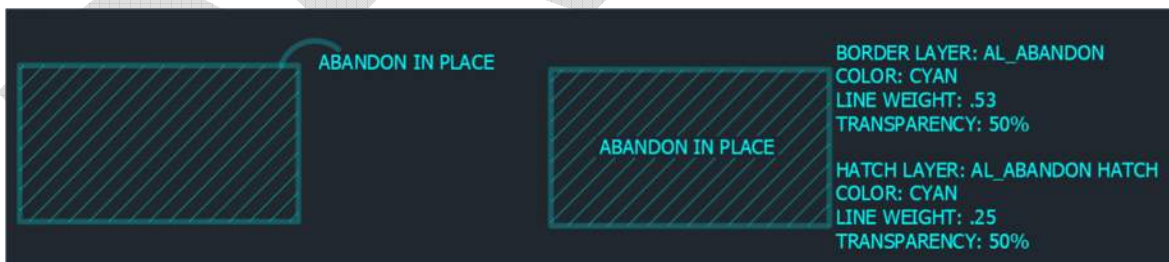 ABANDON IN PLACE
ABANDON IN PLACE
BORDER LAYER: AL_ABANDON
COLOR: CYAN
LINE WEIGHT: .53
TRANSPARENCY: 50%
HATCH LAYER: AL_ABANDON HATCH
COLOR: CYAN
LINE WEIGHT: .25
TRANSPARENCY: 50%